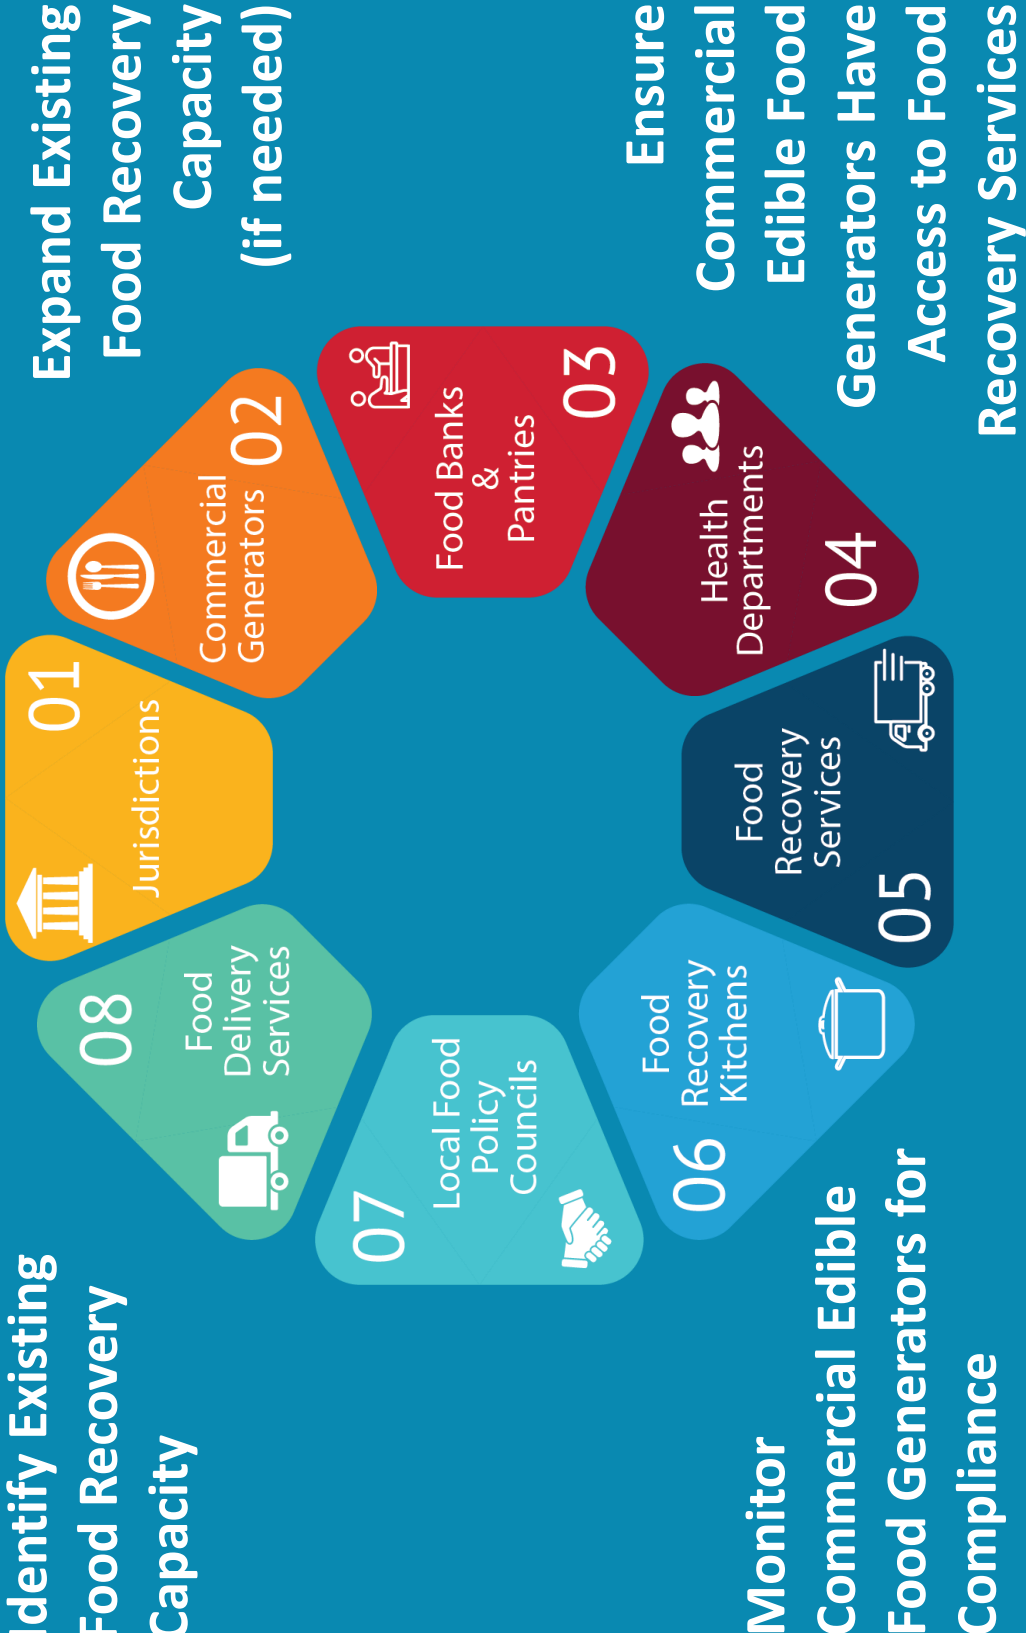 Identify Existing
Food Recovery
Capacity
Expand Existing
Food Recovery
Capacity
(if needed)
01
Jurisdictions
02
Commercial
Generators
03
Food Banks
&
Pantries
04
Health
Departments
05
Food
Recovery
Services
06
Food
Recovery
Kitchens
07
Local Food
Policy
Councils
08
Food
Delivery
Services
Monitor
Commercial Edible
Food Generators for
Compliance
Ensure
Commercial
Edible Food
Generators Have
Access to Food
Recovery Services